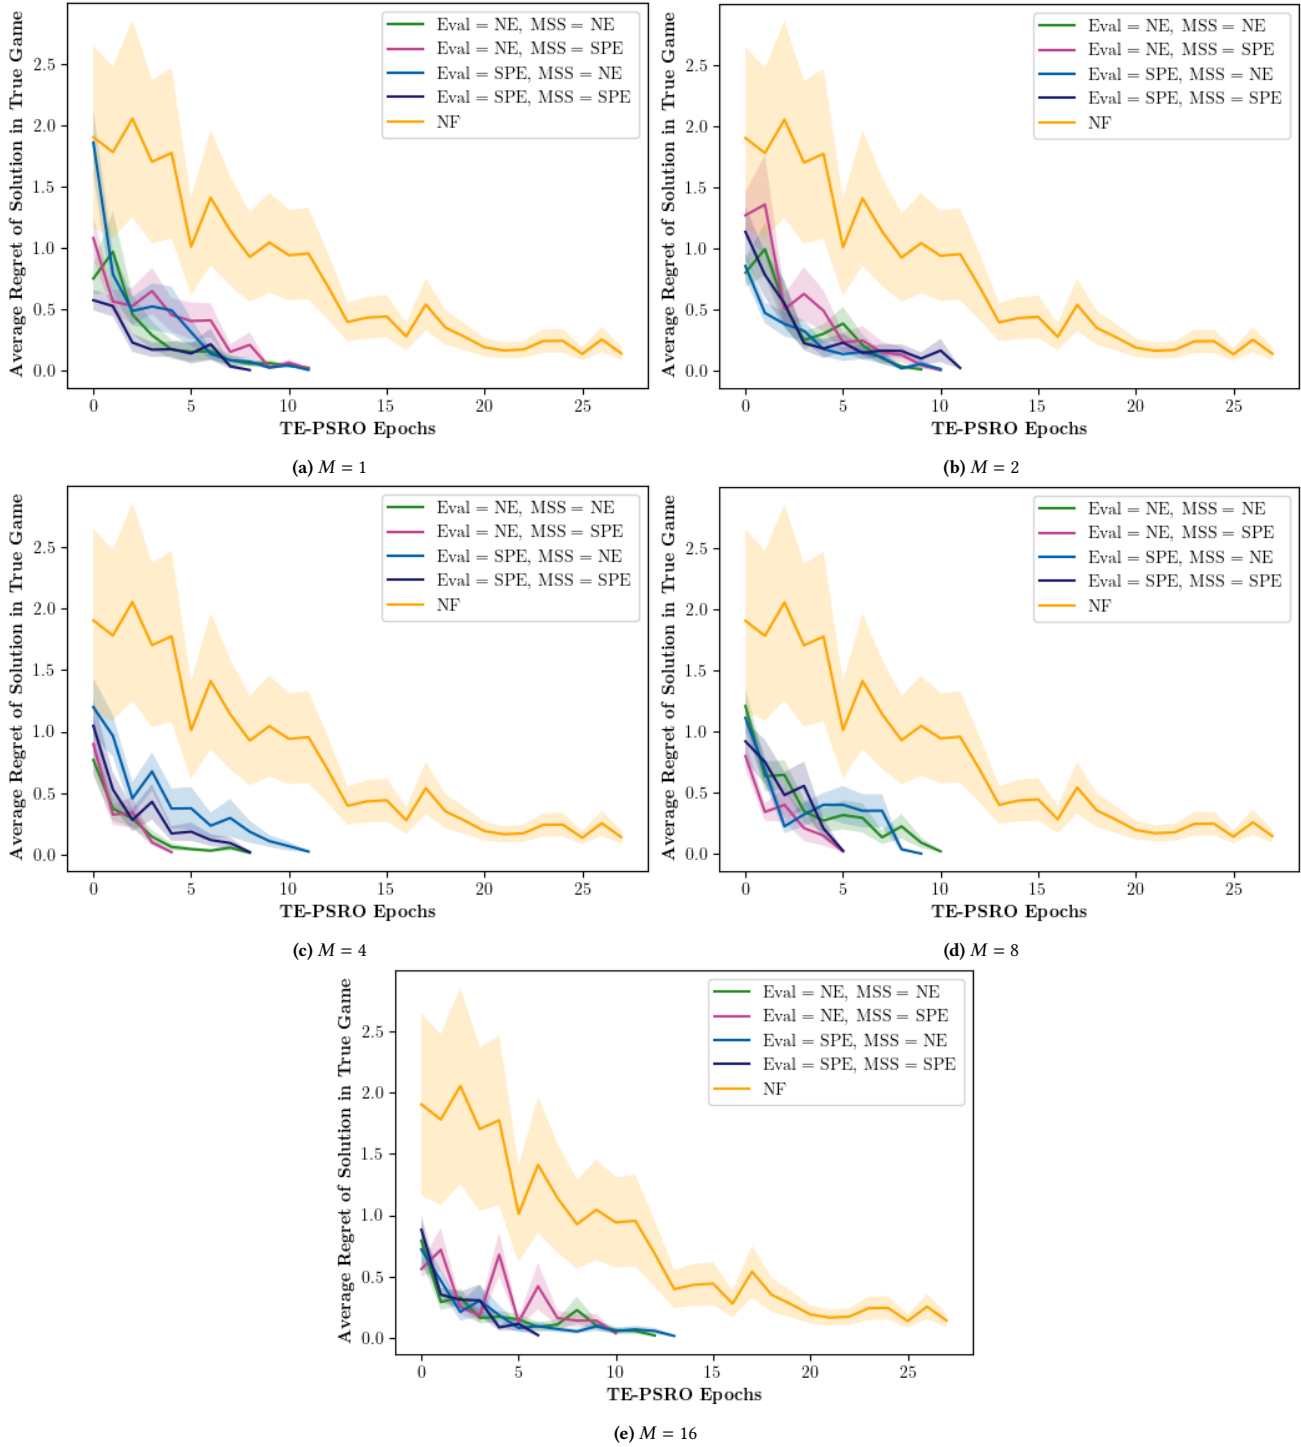 Average Regret of Solution in True Game
2.5
2.0
1.5
1.0
0.5
0.0
Eval = NE, MSS = NE
Eval = NE, MSS = SPE
Eval = SPE, MSS = NE
Eval = SPE, MSS = SPE
NF
0 5 10 15 20 25
TE-PSRO Epochs
(a) M = 1
Average Regret of Solution in True Game
2.5
2.0
1.5
1.0
0.5
0.0
Eval = NE, MSS = NE
Eval = NE, MSS = SPE
Eval = SPE, MSS = NE
Eval = SPE, MSS = SPE
NF
0 5 10 15 20 25
TE-PSRO Epochs
(b) M = 2
Average Regret of Solution in True Game
2.5
2.0
1.5
1.0
0.5
0.0
Eval = NE, MSS = NE
Eval = NE, MSS = SPE
Eval = SPE, MSS = NE
Eval = SPE, MSS = SPE
NF
0 5 10 15 20 25
TE-PSRO Epochs
(c) M = 4
Average Regret of Solution in True Game
2.5
2.0
1.5
1.0
0.5
0.0
Eval = NE, MSS = NE
Eval = NE, MSS = SPE
Eval = SPE, MSS = NE
Eval = SPE, MSS = SPE
NF
0 5 10 15 20 25
TE-PSRO Epochs
(d) M = 8
Average Regret of Solution in True Game
2.5
2.0
1.5
1.0
0.5
0.0
Eval = NE, MSS = NE
Eval = NE, MSS = SPE
Eval = SPE, MSS = NE
Eval = SPE, MSS = SPE
NF
0 5 10 15 20 25
TE-PSRO Epochs
(e) M = 16